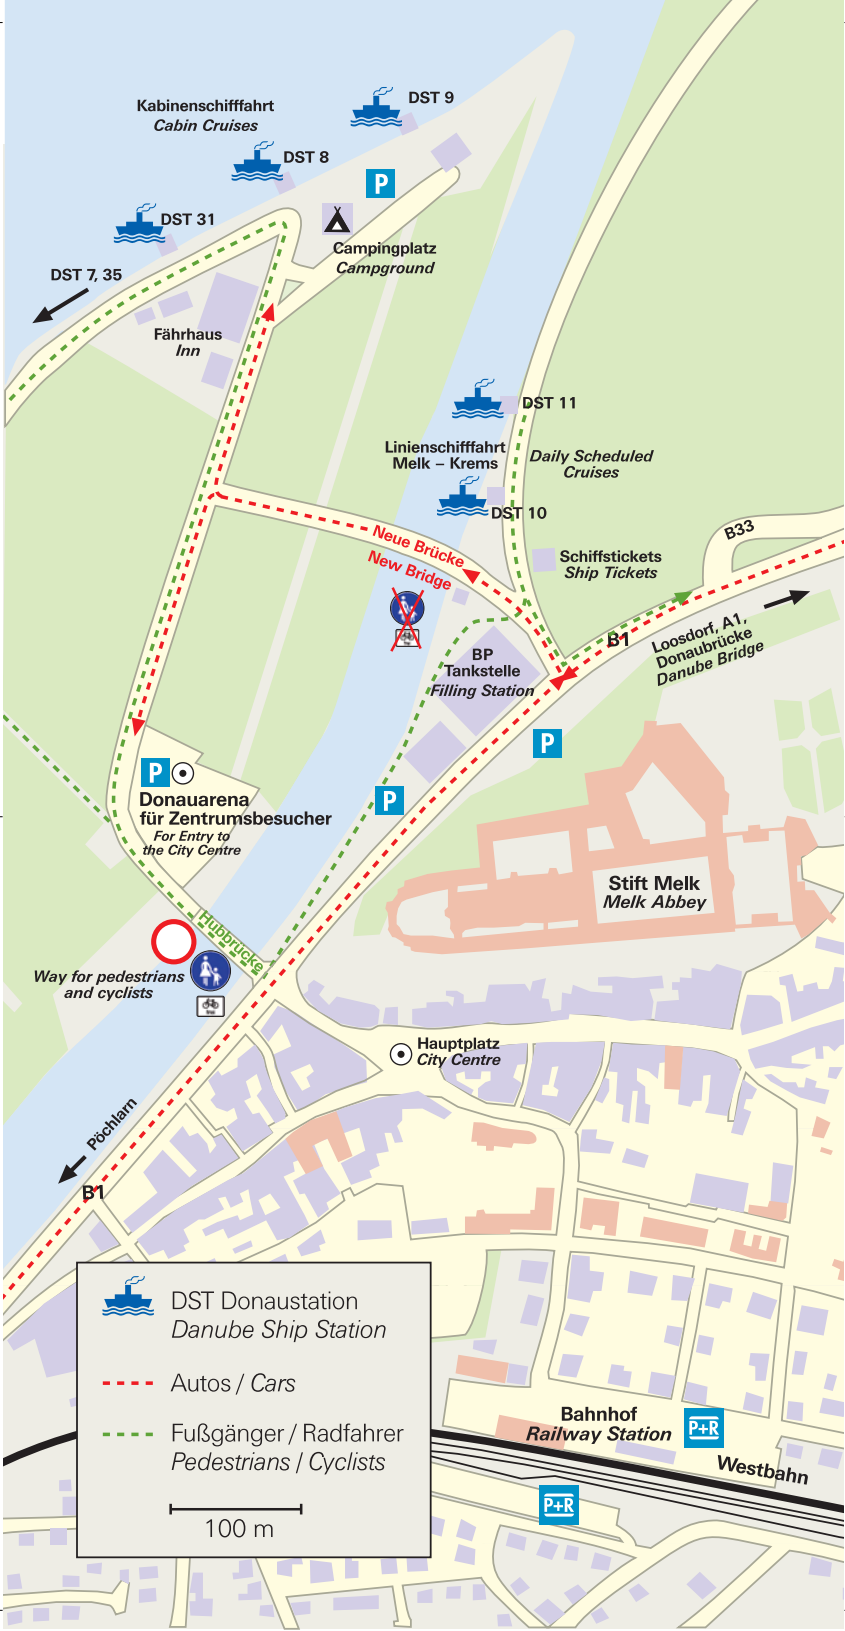 DST 9
Kabinenschifffahrt
Cabin Cruises
DST 8
P
DST 31
Campingplatz
Campground
DST 7, 35
Fährhaus
Inn
DST 11
Linienschifffahrt
Melk – Krems
Daily Scheduled
Cruises
DST 10
B33
Neue Brücke
New Bridge
Schiffstickets
Ship Tickets
B1
Loosdorf, A1,
Donaubrücke
Danube Bridge
BP
Tankstelle
Filling Station
P
P
P
Donauarena
für Zentrumsbesucher
For Entry to
the City Centre
Stift Melk
Melk Abbey
Hubbrücke
Way for pedestrians
and cyclists
Hauptplatz
City Centre
Pöchlarn
B1
DST Donaustation
Danube Ship Station
Autos / Cars
Fußgänger / Radfahrer
Pedestrians / Cyclists
100 m
Bahnhof
Railway Station
P+R
Westbahn
P+R